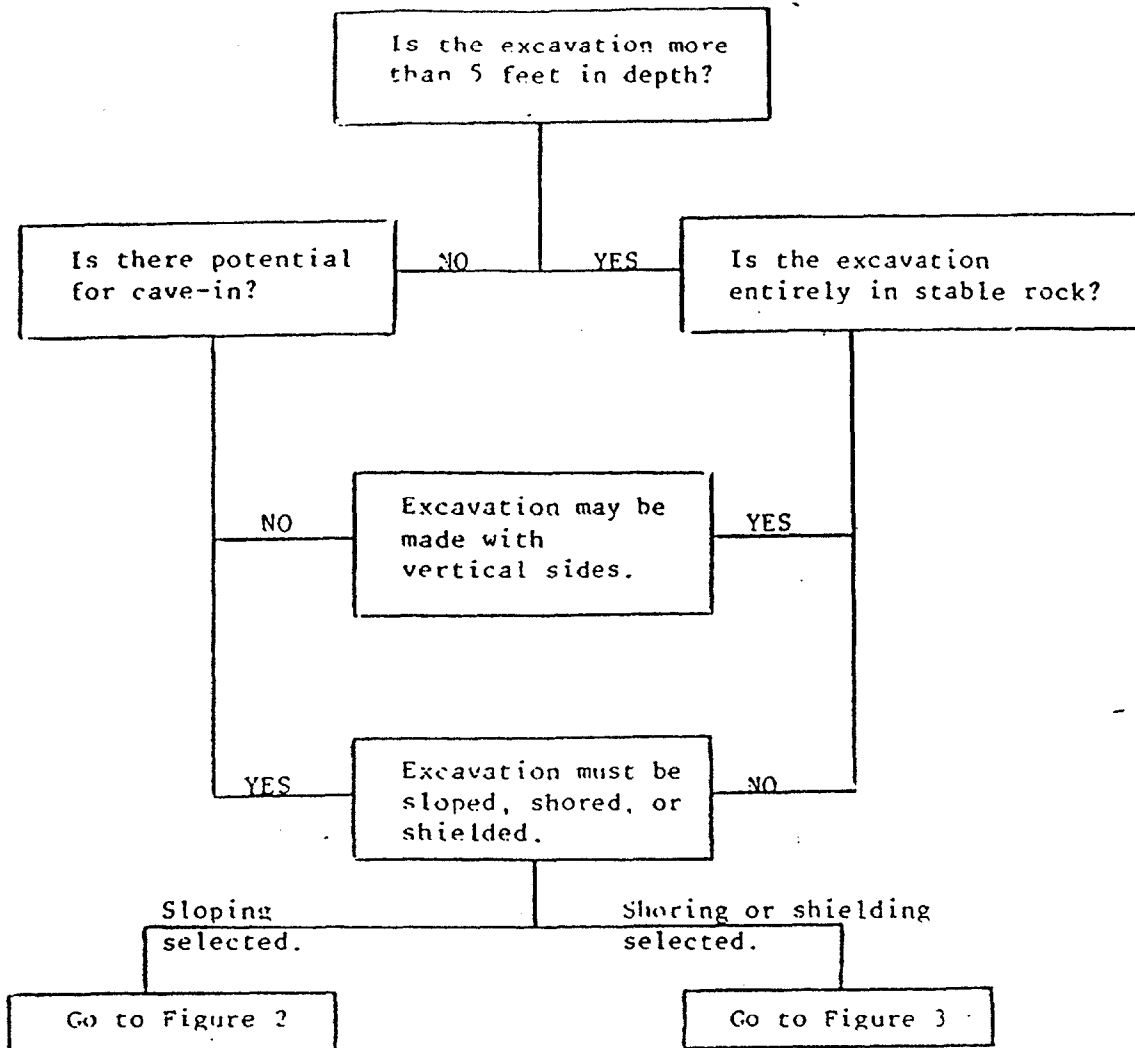 Is the excavation more
than 5 feet in depth?
Is there potential
for cave-in?
NO
YES
Is the excavation
entirely in stable rock?
NO
Excavation may be
made with
vertical sides.
YES
YES
Excavation must be
sloped, shored, or
shielded.
NO
Sloping
selected.
Shoring or shielding
selected.
Go to Figure 2
Go to Figure 3